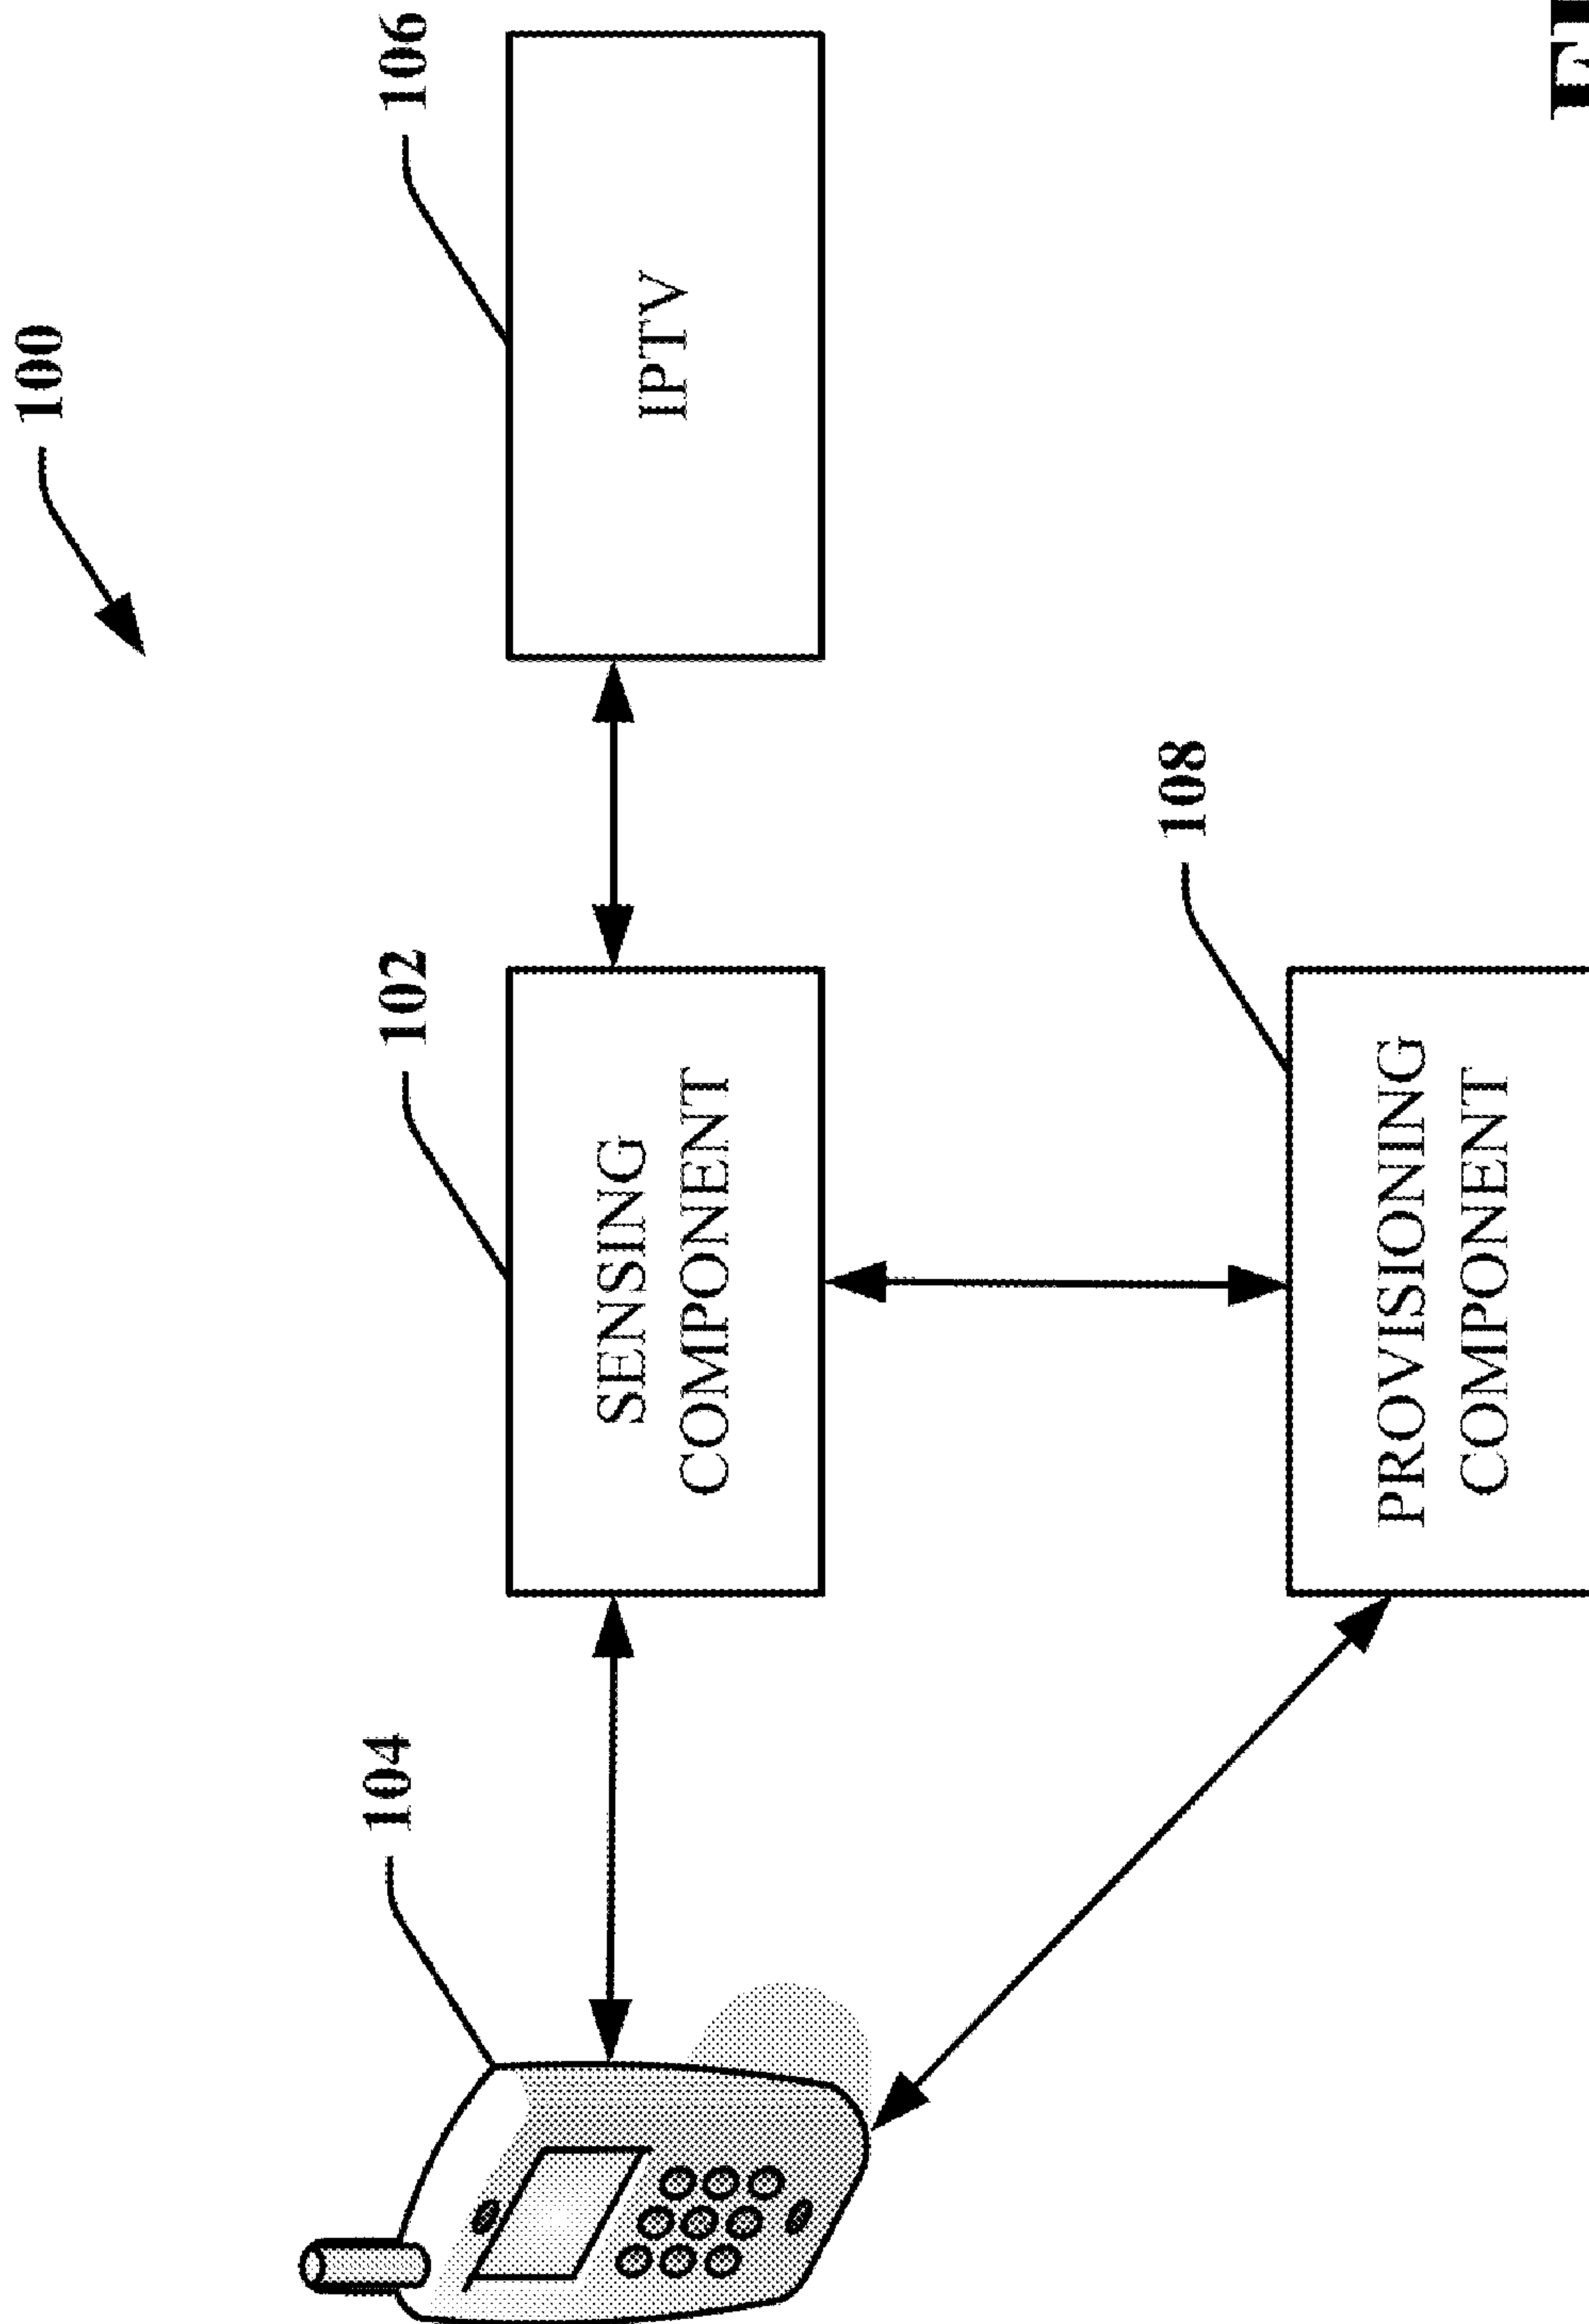 100
104
102
106
SENSING
COMPONENT
IPTV
108
PROVISIONING
COMPONENT